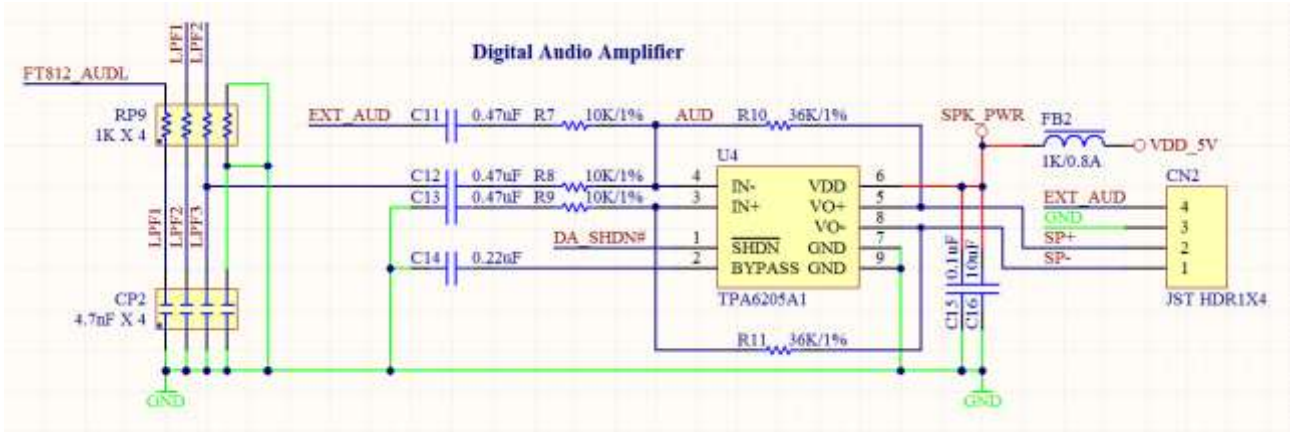 Digital Audio Amplifier
FT812_AUDL
LPF1
LPF2
RP9
1K X 4
LPF1
LPF2
LPF3
CP2
4.7nF X 4
GND
EXT_AUD
C11
0.47uF
R7
10K/1%
AUD
R10
36K/1%
C12
0.47uF
R8
10K/1%
C13
0.47uF
R9
10K/1%
DA_SHDN#
C14
0.22uF
U4
4
IN-
VDD
6
3
IN+
VO+
5
VO-
8
1
SHDN
GND
7
2
BYPASS
GND
9
TPA6205A1
R11
36K/1%
SPK_PWR
FB2
1K/0.8A
VDD_5V
C15
0.1uF
C16
10uF
GND
CN2
EXT_AUD
4
GND
3
SP+
2
SP-
1
JST HDR1X4